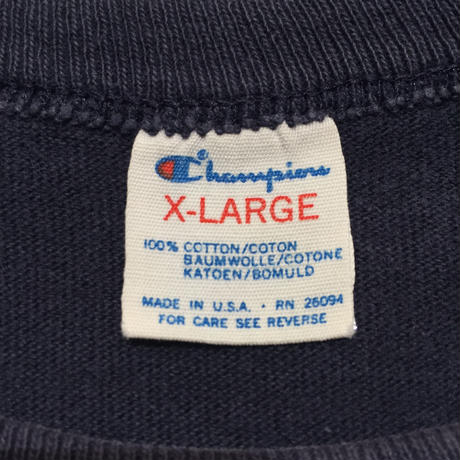 Champion
X-LARGE
100% COTTON/COTON
BAUMWOLLE/COTONE
KATOEN/BOMULD
MADE IN U.S.A. · RN 26094
FOR CARE SEE REVERSE